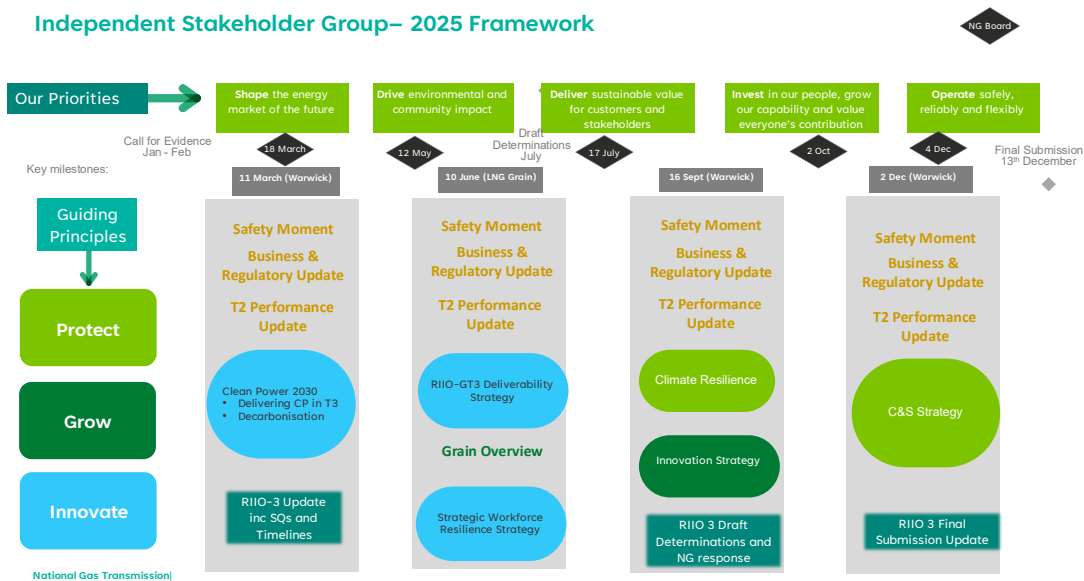 Independent Stakeholder Group– 2025 Framework
NG Board
Our Priorities
Shape the energy
market of the future
Drive environmental and
community impact
Deliver sustainable value
for customers and
stakeholders
Invest in our people, grow
our capability and value
everyone's contribution
Operate safely,
reliably and flexibly
Call for Evidence
Jan - Feb
18 March
12 May
Draft
Determinations
July
17 July
2 Oct
4 Dec
Final Submission
13th December
Key milestones:
11 March (Warwick)
10 June (LNG Grain)
16 Sept (Warwick)
2 Dec (Warwick)
Guiding
Principles
Protect
Grow
Innovate
Safety Moment
Business &
Regulatory Update
T2 Performance
Update
Clean Power 2030
• Delivering CP in T3
• Decarbonisation
RIIO-3 Update
inc SQs and
Timelines
Safety Moment
Business &
Regulatory Update
T2 Performance
Update
RIIO-GT3 Deliverability
Strategy
Grain Overview
Strategic Workforce
Resilience Strategy
Safety Moment
Business &
Regulatory Update
T2 Performance
Update
Climate Resilience
Innovation Strategy
RIIO 3 Draft
Determinations and
NG response
Safety Moment
Business &
Regulatory Update
T2 Performance
Update
C&S Strategy
RIIO 3 Final
Submission Update
National Gas Transmission|